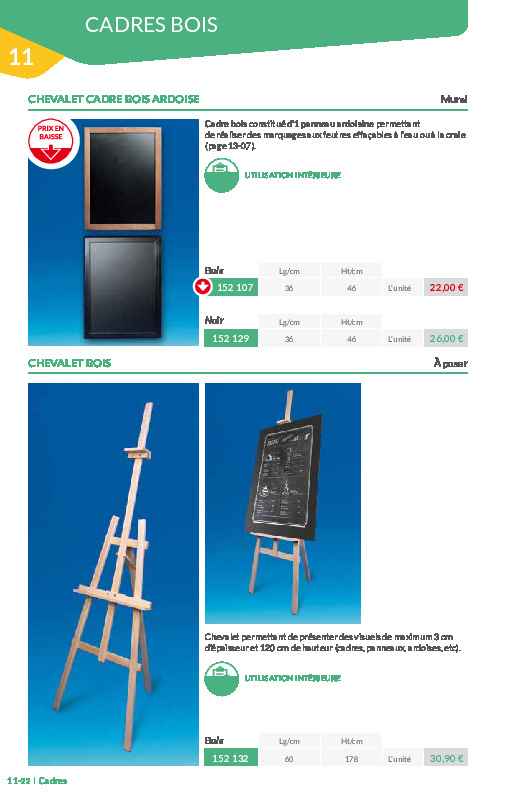 CADRES BOIS
11
CHEVALET CADRE BOIS ARDOISE
Mural
PRIX EN
BAISSE
Cadre bois constitué d'1 panneau ardoisine permettant
de réaliser des marquages aux feutres effaçables à l'eau ou à la craie
(page 13-07).
UTILISATION INTÉRIEURE
Boir
Lg/cm Ht/cm
152 107 36 46 L'unité 22,00 €
Noir
Lg/cm Ht/cm
152 129 36 46 L'unité 26,00 €
CHEVALET BOIS
À poser
Chevalet permettant de présenter des visuels de maximum 3 cm
d'épaisseur et 120 cm de hauteur (cadres, panneaux, ardoises, etc).
UTILISATION INTÉRIEURE
Lg/cm Ht/cm
152 132 60 178 L'unité 30,90 €
11-22 | Cadres